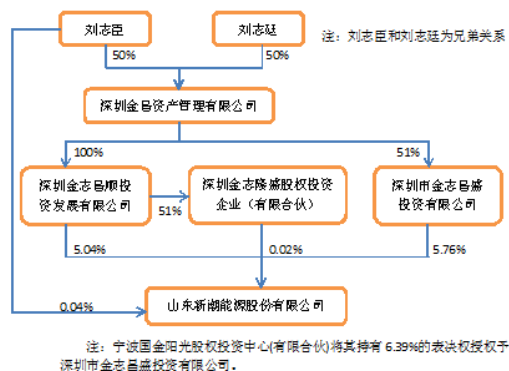 刘志臣
刘志廷
注：刘志臣和刘志廷为兄弟关系
50%
50%
深圳金昌资产管理有限公司
100%
51%
深圳金志昌顺投
资发展有限公司
51%
深圳金志隆盛股权投资
企业（有限合伙）
深圳市金志昌盛
投资有限公司
5.04%
0.02%
5.76%
0.04%
山东新潮能源股份有限公司
注：宁波国金阳光股权投资中心(有限合伙)将其持有 6.39%的表决权授权予
深圳市金志昌盛投资有限公司。